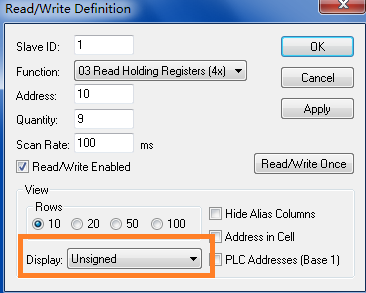 Read/Write Definition
Slave ID: 1
OK
Function: 03 Read Holding Registers (4x)
Cancel
Address: 10
Quantity: 9
Apply
Scan Rate: 100 ms
Read/Write Enabled
Read/Write Once
View
Rows
10 20 50 100
Hide Alias Columns
Address in Cell
Display: Unsigned
PLC Addresses (Base 1)